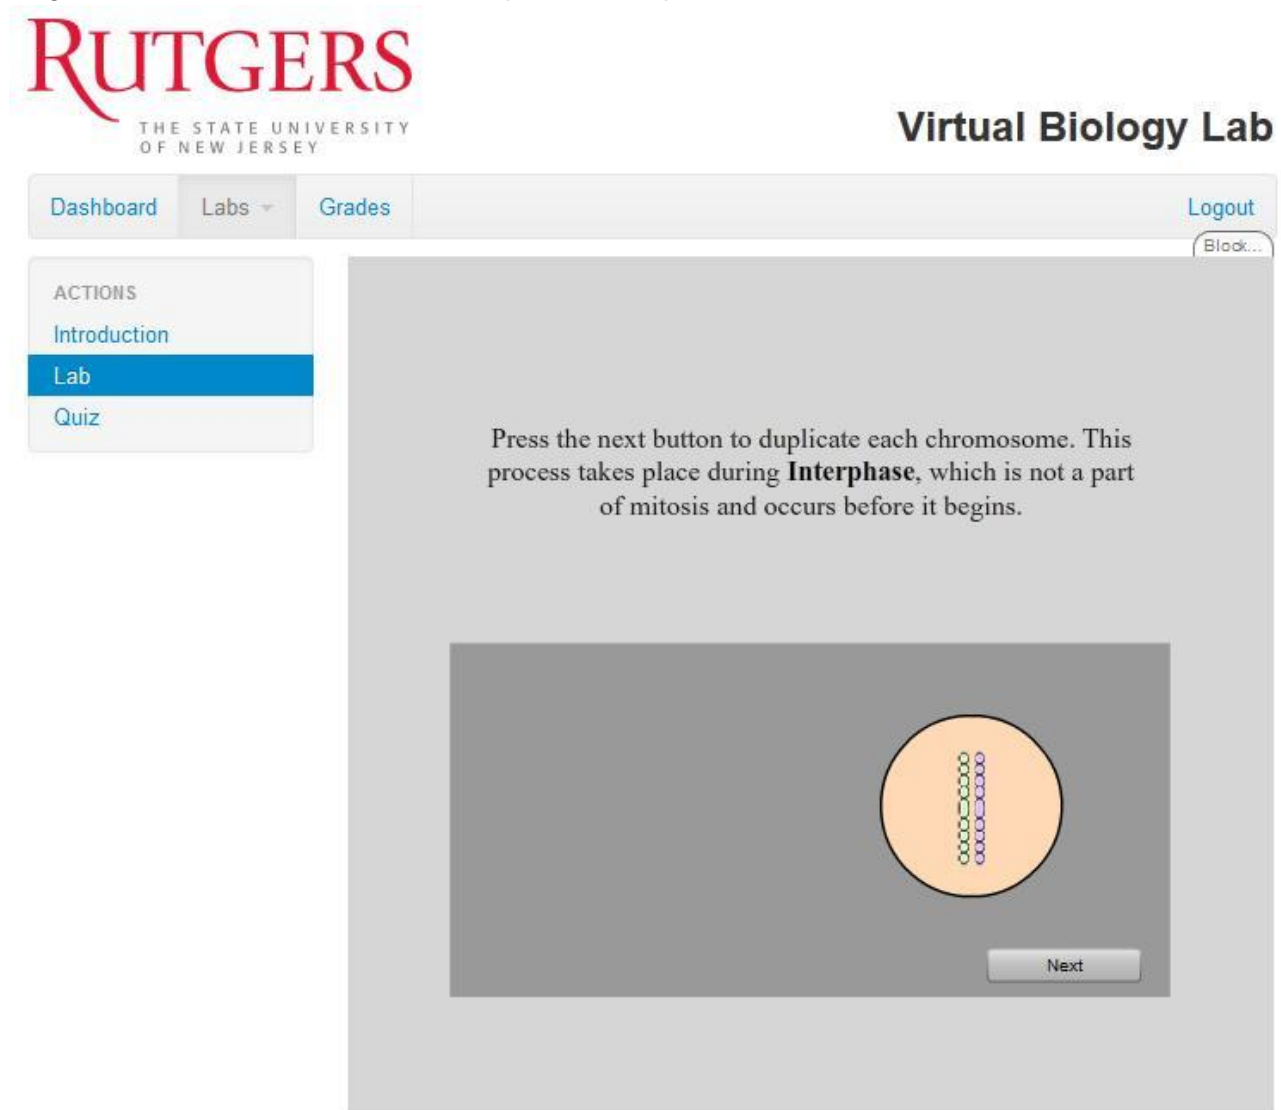 RUTGERS
THE STATE UNIVERSITY
OF NEW JERSEY
Virtual Biology Lab
Dashboard Labs Grades Logout
Block...
ACTIONS
Introduction
Lab
Quiz
Press the next button to duplicate each chromosome. This
process takes place during Interphase, which is not a part
of mitosis and occurs before it begins.
Next